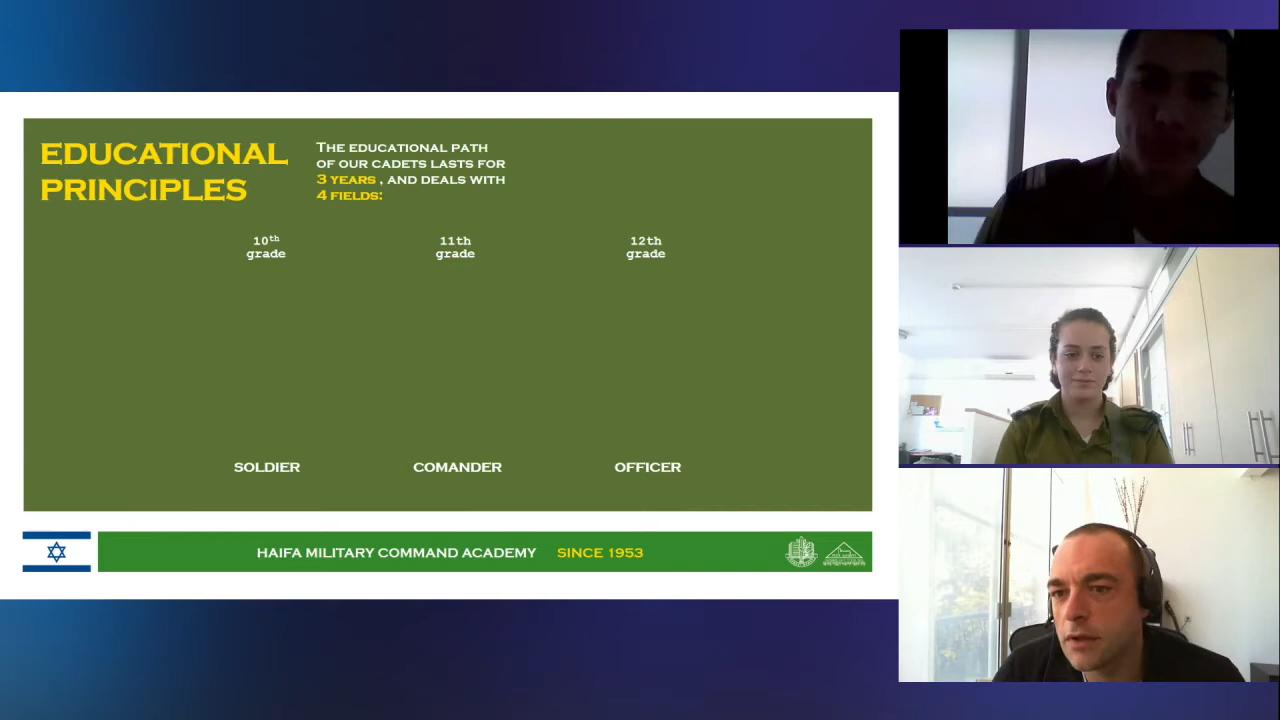 EDUCATIONAL
PRINCIPLES
THE EDUCATIONAL PATH
OF OUR CADETS LASTS FOR
3 YEARS , AND DEALS WITH
4 FIELDS:
10th
grade
11th
grade
12th
grade
SOLDIER
COMANDER
OFFICER
HAIFA MILITARY COMMAND ACADEMY SINCE 1953